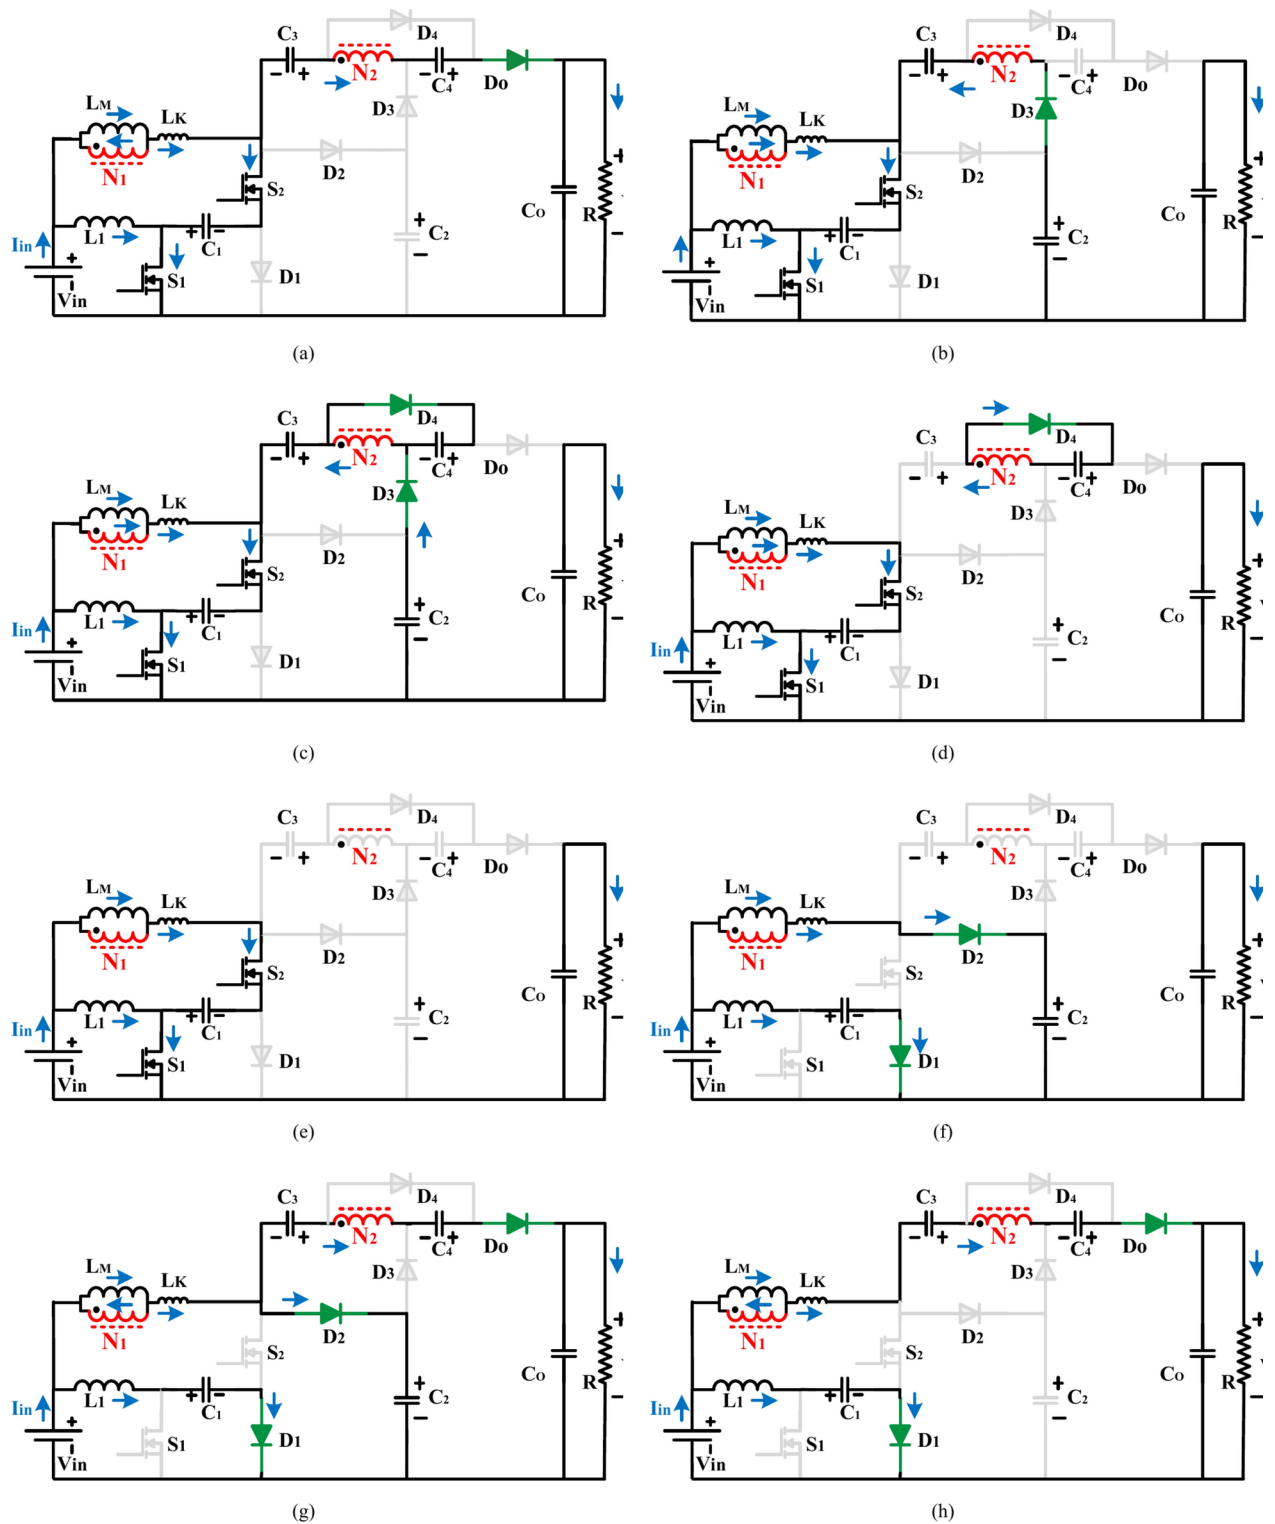 C3 N2 D4 C4 Do
LM LK D3
N1 S2 D2
Iin L1 C1 C2 Co R
Vin S1 D1
(a)
C3 N2 D4 C4 Do
LM LK D3
N1 S2 D2
L1 C1 C2 Co R
Vin S1 D1
(b)
C3 N2 D4 C4 Do
LM LK D3
N1 S2 D2
Iin L1 C1 C2 Co R
Vin S1 D1
(c)
C3 N2 D4 C4 Do
LM LK D3
N1 S2 D2
Iin L1 C1 C2 Co R
Vin S1 D1
(d)
C3 N2 D4 C4 Do
LM LK D3
N1 S2 D2
Iin L1 C1 C2 Co R
Vin S1 D1
(e)
C3 N2 D4 C4 Do
LM LK D3
N1 S2 D2
Iin L1 C1 C2 Co R
Vin S1 D1
(f)
C3 N2 D4 C4 Do
LM LK D3
N1 S2 D2
Iin L1 C1 C2 Co R
Vin S1 D1
(g)
C3 N2 D4 C4 Do
LM LK D3
N1 S2 D2
Iin L1 C1 C2 Co R
Vin S1 D1
(h)